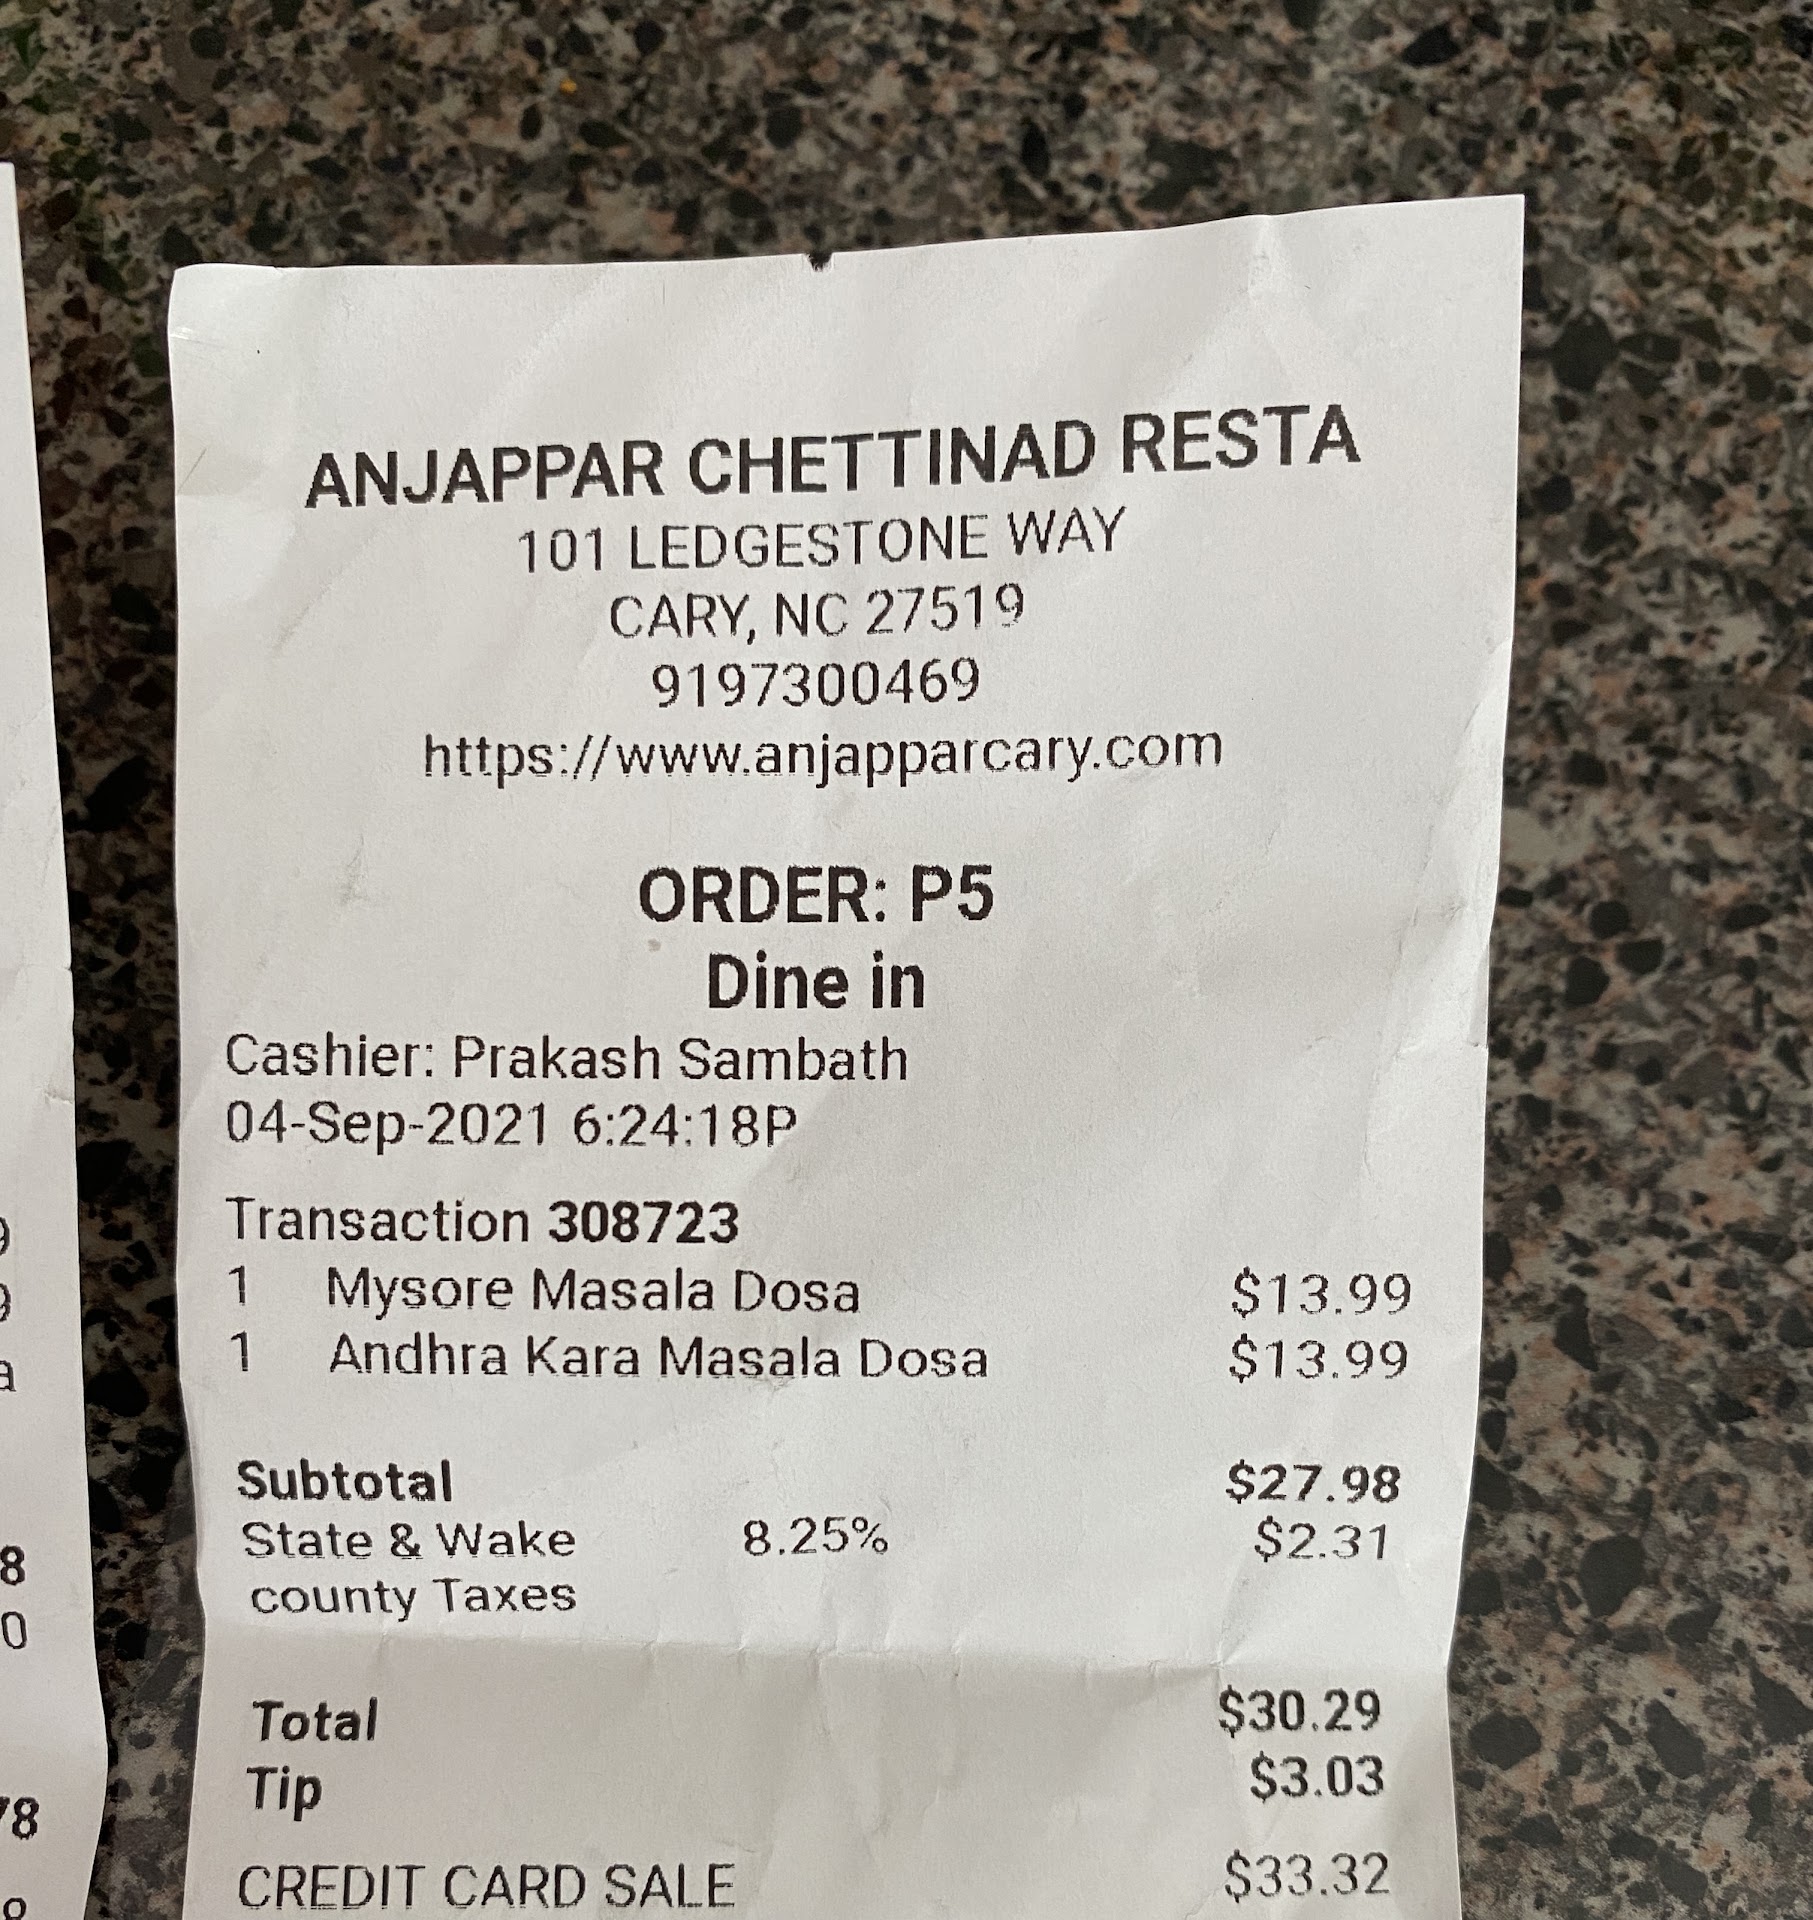 ANJAPPAR CHETTINAD RESTA
101 LEDGESTONE WAY
CARY, NC 27519
9197300469
https://www.anjapparcary.com
ORDER: P5
Dine in
Cashier: Prakash Sambath
04-Sep-2021 6:24:18P
Transaction 308723
1 Mysore Masala Dosa $13.99
1 Andhra Kara Masala Dosa $13.99
Subtotal $27.98
State & Wake 8.25% $2.31
county Taxes
Total $30.29
Tip $3.03
CREDIT CARD SALE $33.32